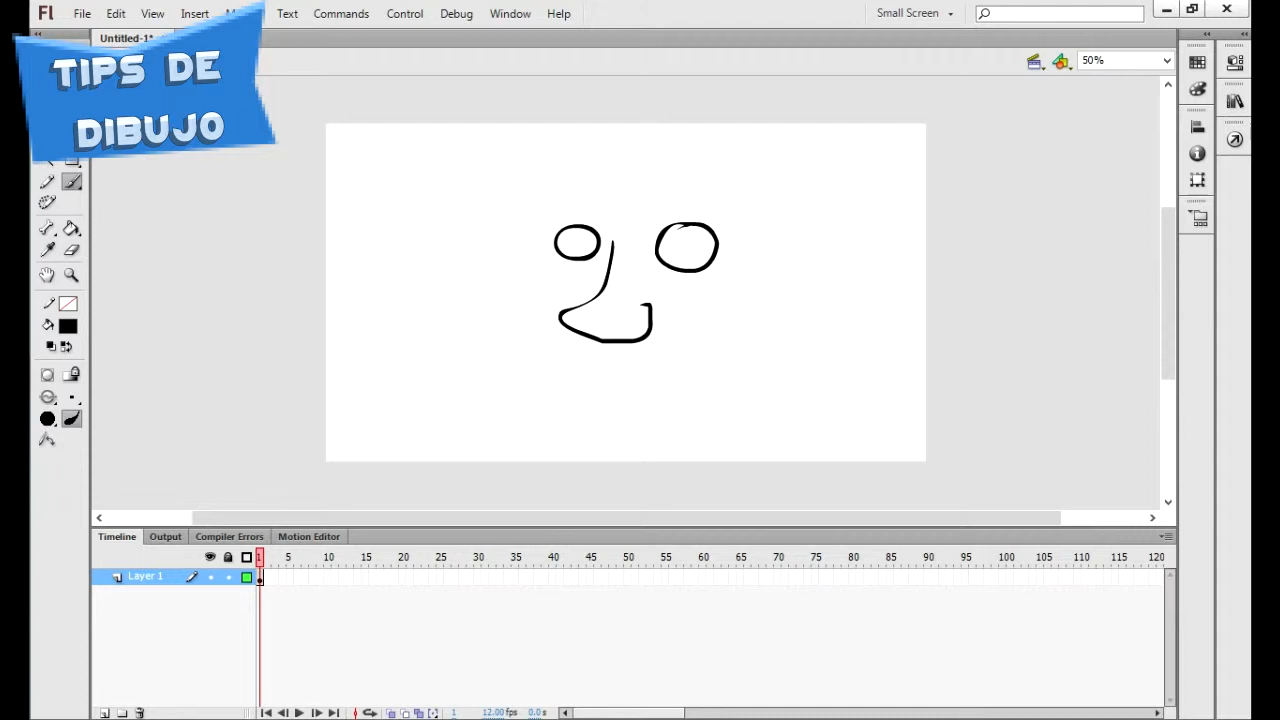 Fl File Edit View Insert Text Commands Control Debug Window Help Small Screen
Untitled-1*
TIPS DE
DIBUJO
50%
Timeline Output Compiler Errors Motion Editor
1 5 10 15 20 25 30 35 40 45 50 55 60 65 70 75 80 85 90 95 100 105 110 115 120
Layer 1
1 12.00 fps 0.0 s